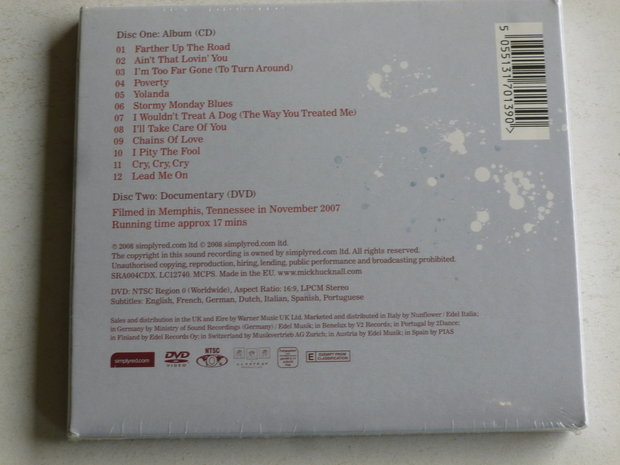 Disc One: Album (CD)
01 Farther Up The Road
02 Ain't That Lovin' You
03 I'm Too Far Gone (To Turn Around)
04 Poverty
05 Yolanda
06 Stormy Monday Blues
07 I Wouldn't Treat A Dog (The Way You Treated Me)
08 I'll Take Care Of You
09 Chains Of Love
10 I Pity The Fool
11 Cry, Cry, Cry
12 Lead Me On
Disc Two: Documentary (DVD)
Filmed in Memphis, Tennessee in November 2007
Running time approx 17 mins
℗ 2008 simplyred.com ltd © 2008 simplyred.com ltd.
The copyright in this sound recording is owned by simplyred.com ltd. All rights reserved.
Unauthorised copying, reproduction, hiring, lending, public performance and broadcasting prohibited.
SRA004CDX, LC12740, MCPS. Made in the EU. www.mickhucknall.com
DVD: NTSC Region 0 (Worldwide), Aspect Ratio: 16:9, LPCM Stereo
Subtitles: English, French, German, Dutch, Italian, Spanish, Portuguese
Sales and distribution in the UK and Eire by Warner Music UK Ltd. Marketed and distributed in Italy by Nunflower / Edel Italia;
in Germany by Ministry of Sound Recordings (Germany) / Edel Musik; in Benelux by V2 Records; in Portugal by 2Dance;
in Finland by Edel Records Oy; in Switzerland by Musikvertrieb AG Zurich; in Austria by Edel Musik; in Spain by PIAS
simplyred.com
DVD VIDEO
NTSC
E EXEMPT FROM CLASSIFICATION
5 055131 701390 >